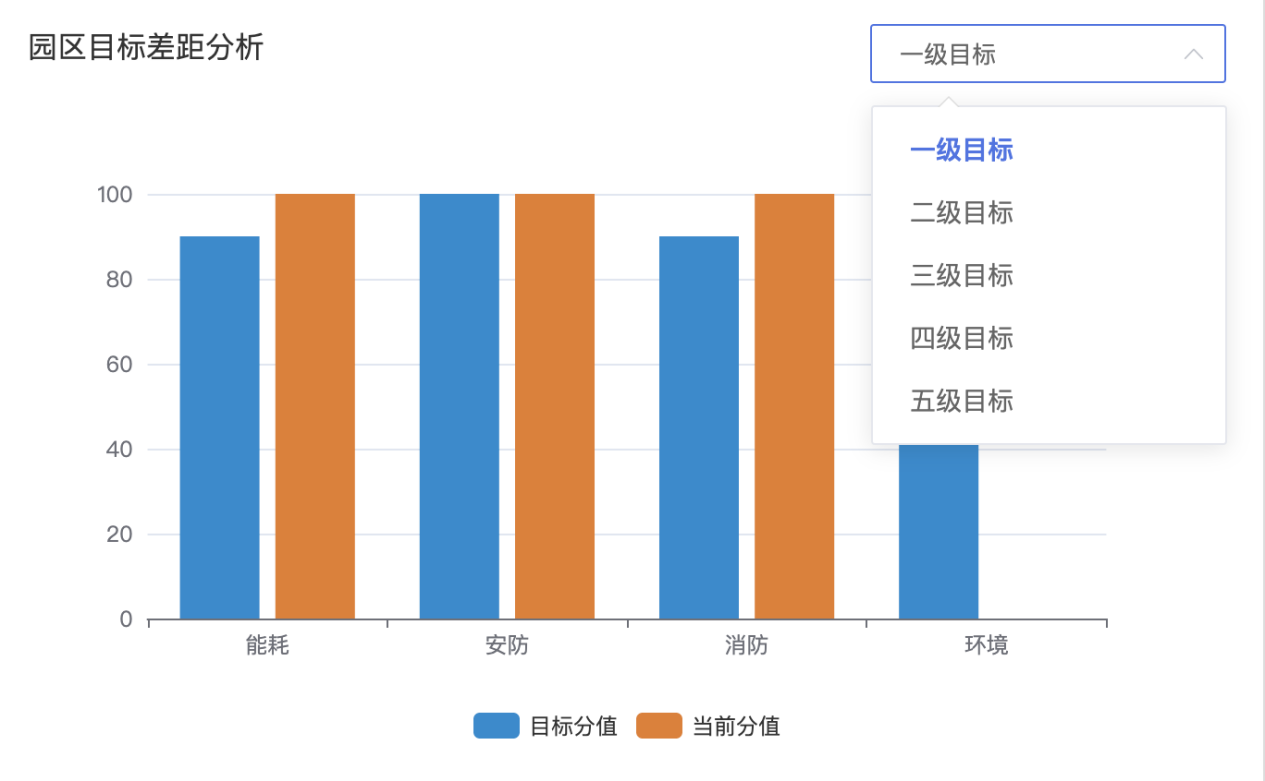 园区目标差距分析
一级目标
一级目标
二级目标
三级目标
四级目标
五级目标
100
80
60
40
20
0
能耗
安防
消防
环境
目标分值
当前分值